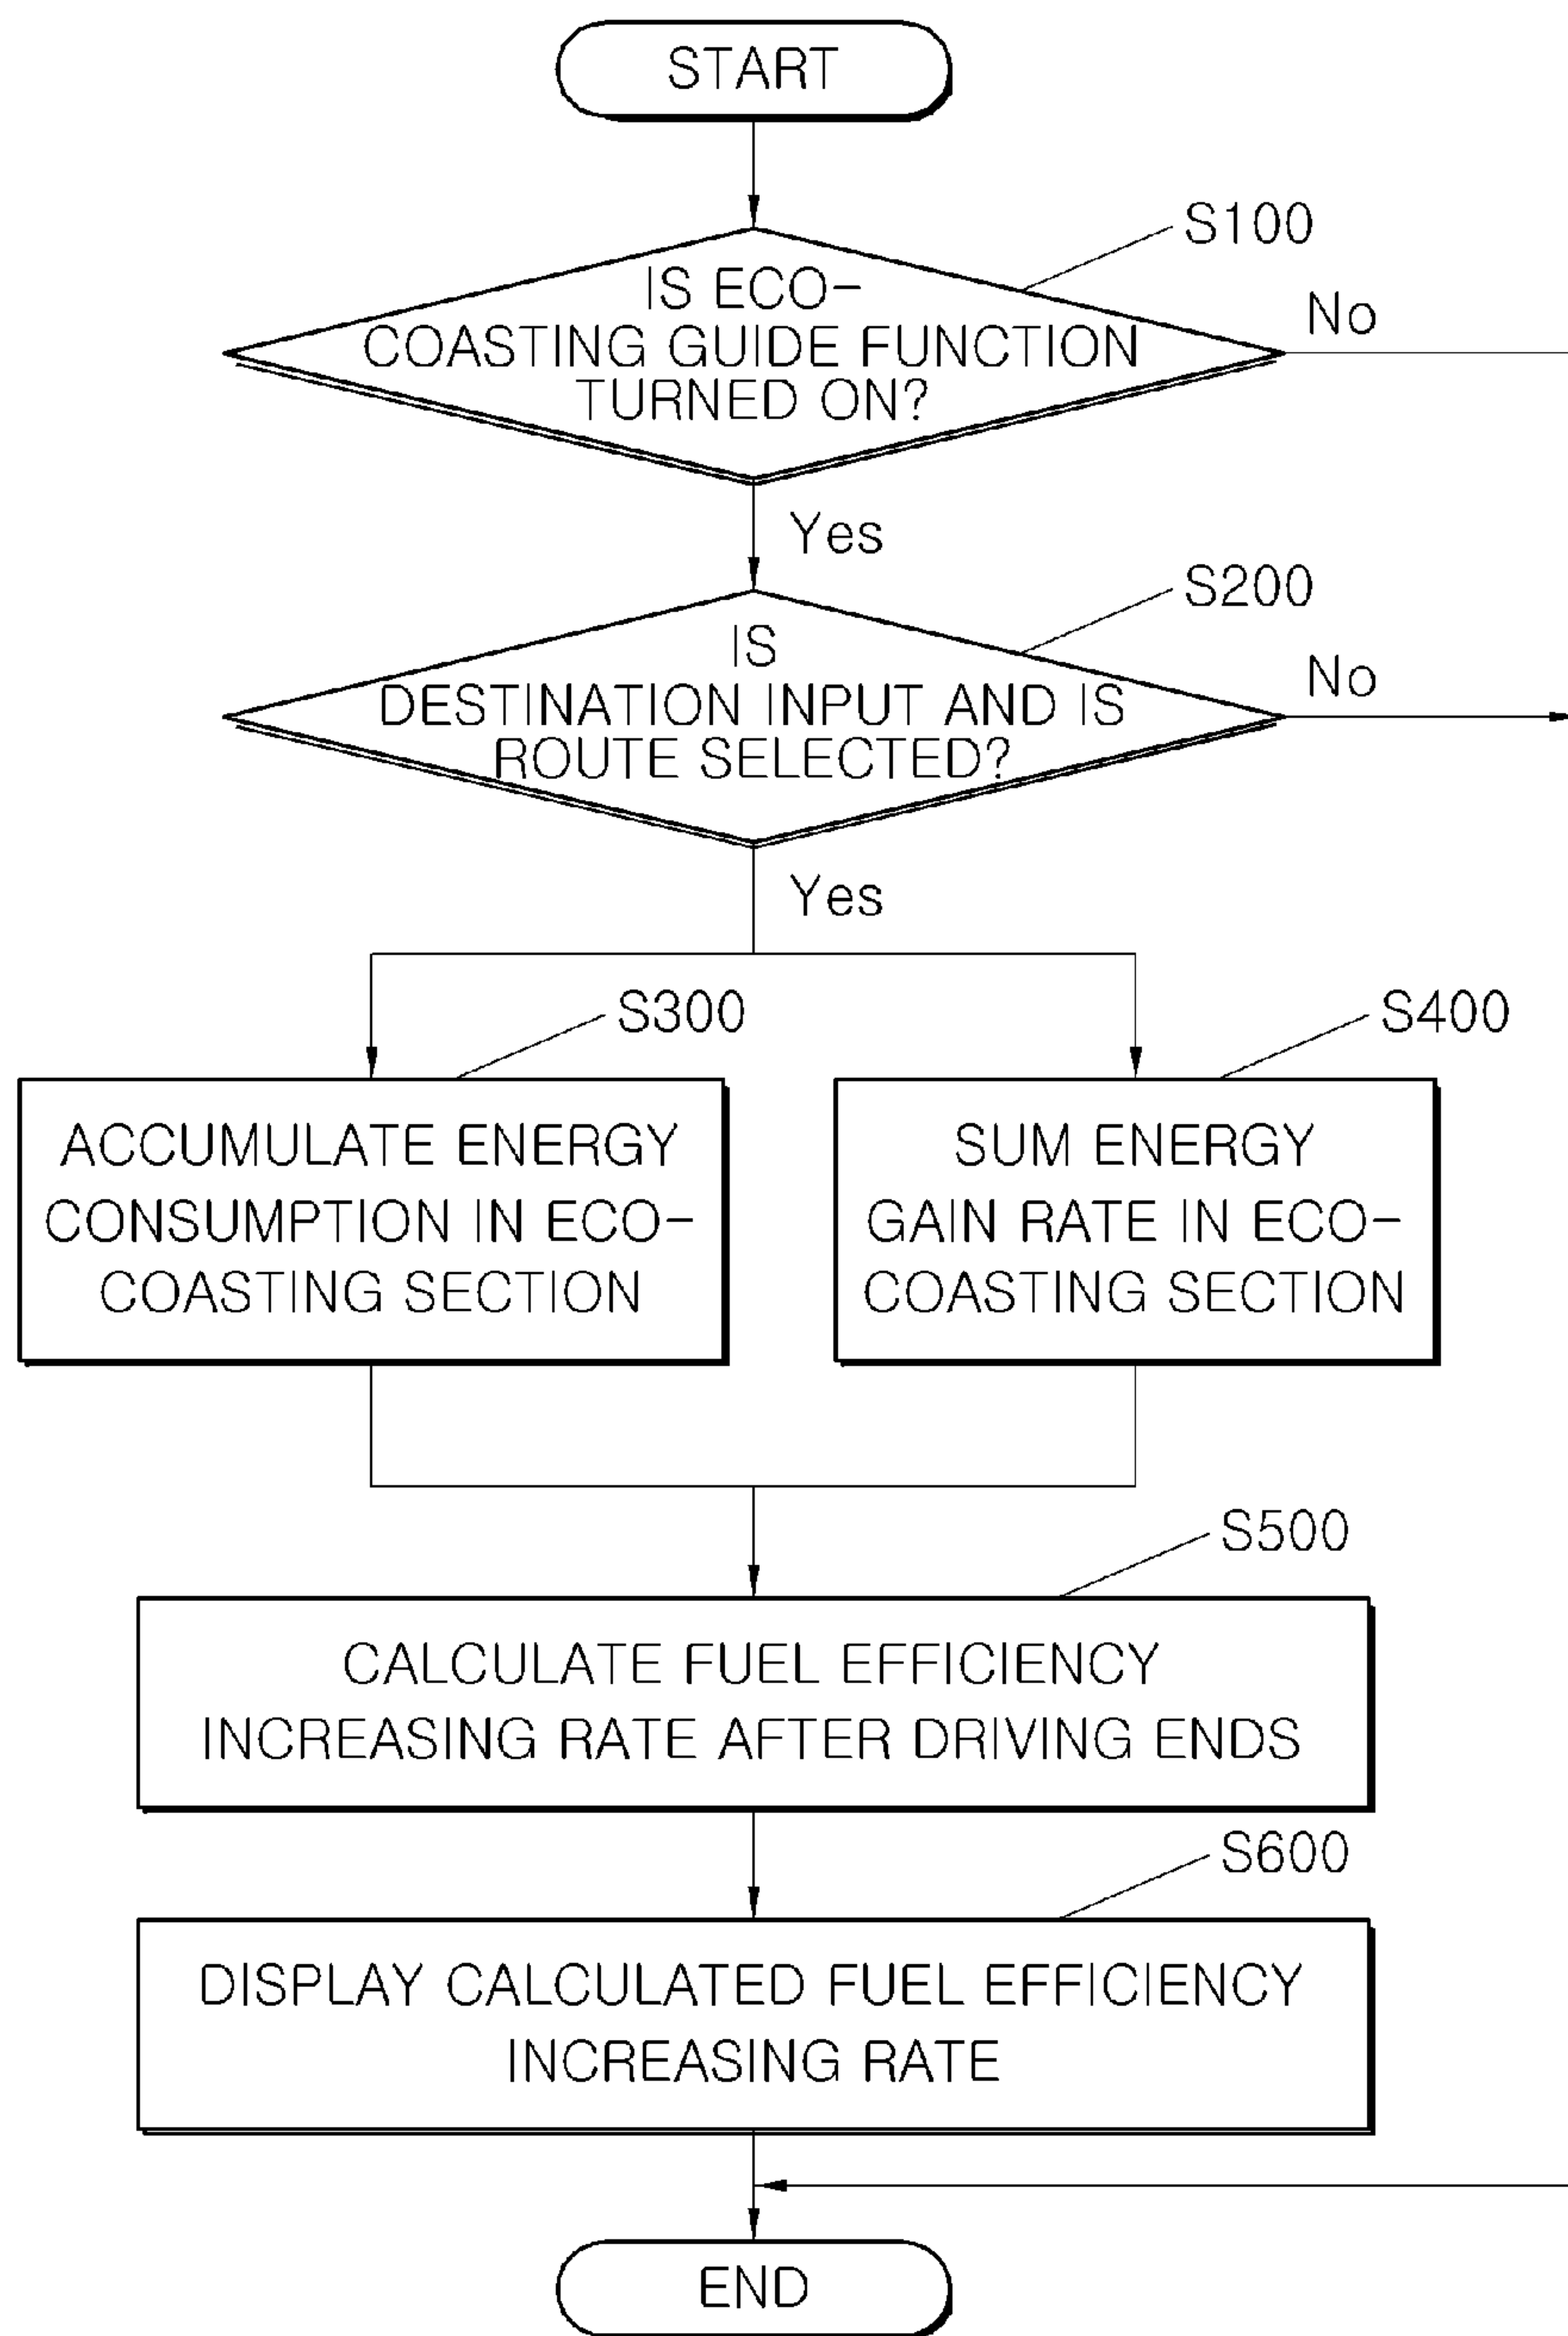 START
S100
IS ECO-
COASTING GUIDE FUNCTION
TURNED ON?
No
Yes
S200
IS
DESTINATION INPUT AND IS
ROUTE SELECTED?
No
Yes
S300
ACCUMULATE ENERGY
CONSUMPTION IN ECO-
COASTING SECTION
S400
SUM ENERGY
GAIN RATE IN ECO-
COASTING SECTION
S500
CALCULATE FUEL EFFICIENCY
INCREASING RATE AFTER DRIVING ENDS
S600
DISPLAY CALCULATED FUEL EFFICIENCY
INCREASING RATE
END